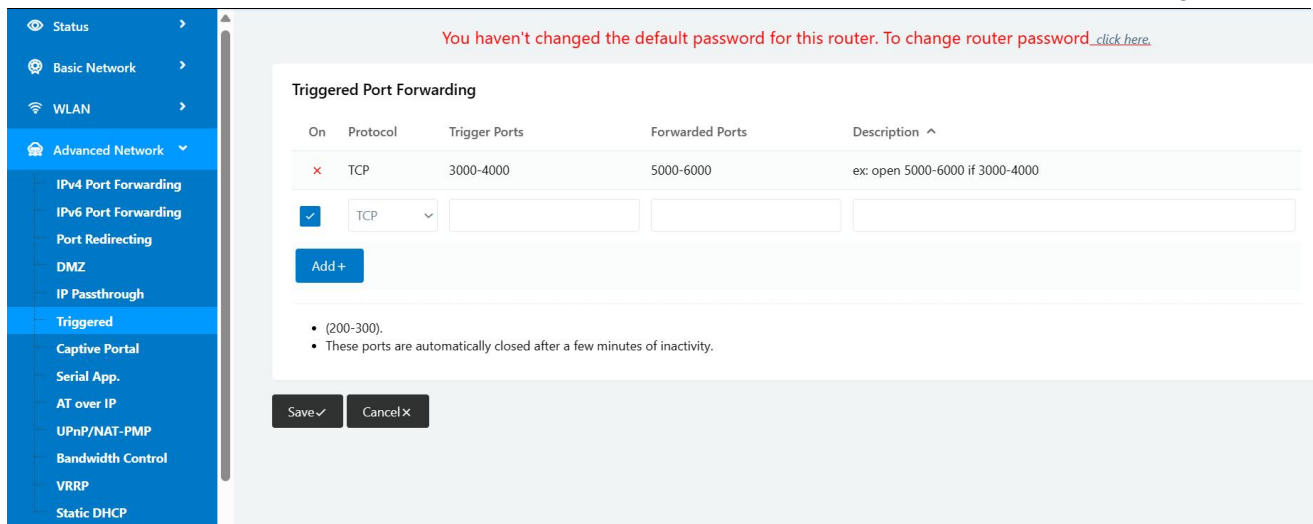 Status
Basic Network
WLAN
Advanced Network
IPv4 Port Forwarding
IPv6 Port Forwarding
Port Redirecting
DMZ
IP Passthrough
Triggered
Captive Portal
Serial App.
AT over IP
UPnP/NAT-PMP
Bandwidth Control
VRRP
Static DHCP
You haven't changed the default password for this router. To change router password click here.
Triggered Port Forwarding
On Protocol Trigger Ports Forwarded Ports Description
TCP 3000-4000 5000-6000 ex: open 5000-6000 if 3000-4000
TCP
Add+
(200-300).
These ports are automatically closed after a few minutes of inactivity.
Save Cancel